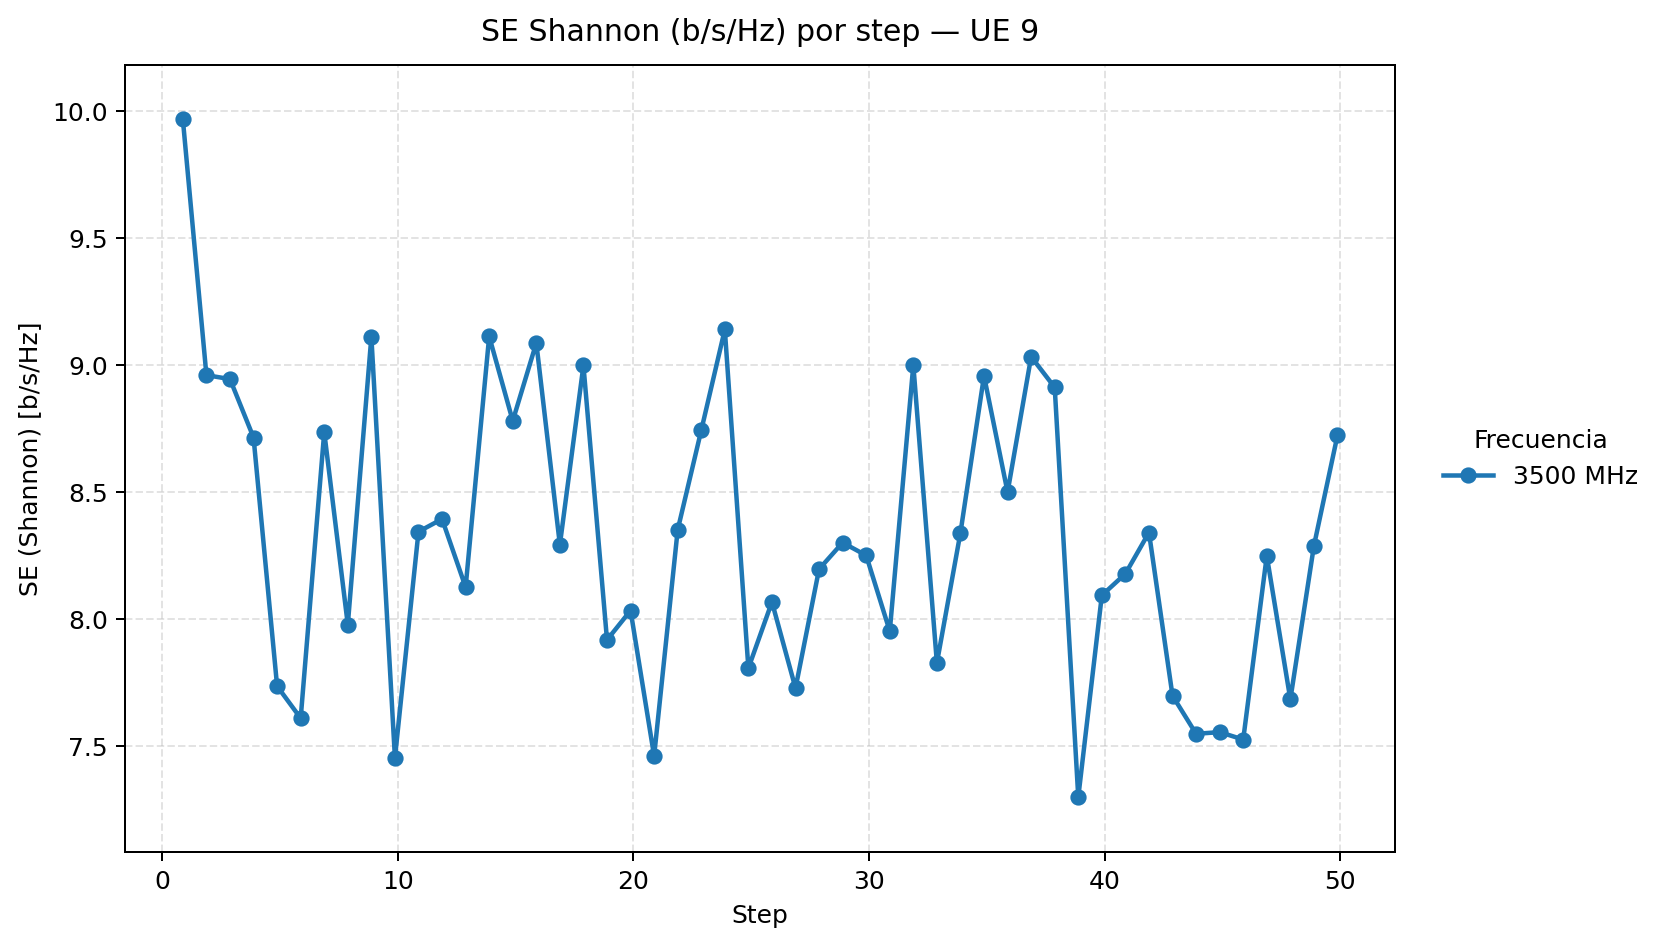 SE Shannon (b/s/Hz) por step — UE 9
SE (Shannon) [b/s/Hz]
10.0
9.5
9.0
8.5
8.0
7.5
0 10 20 30 40 50
Step
Frecuencia
3500 MHz